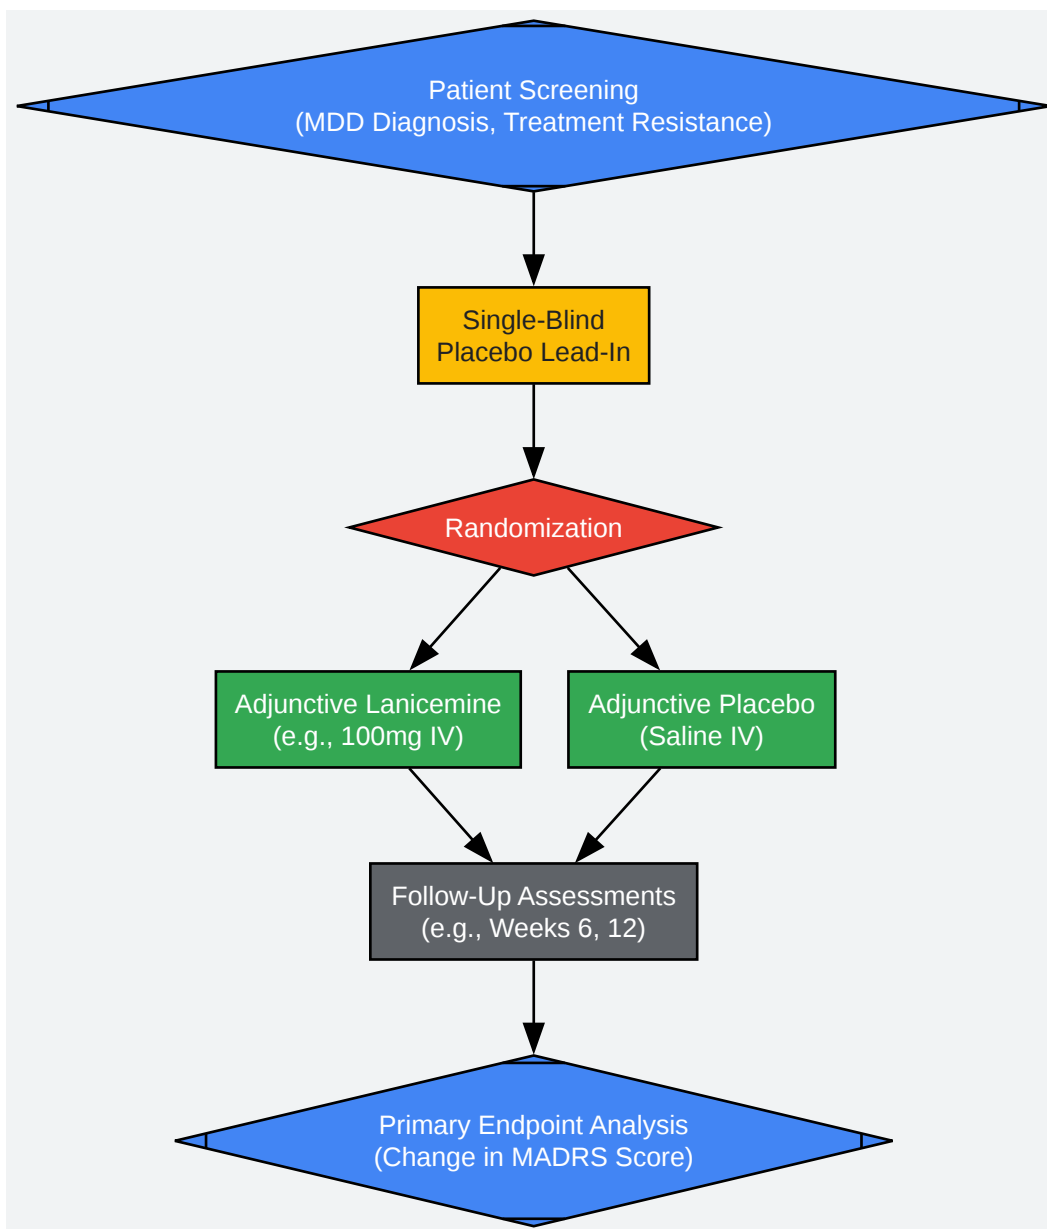 Patient Screening
(MDD Diagnosis, Treatment Resistance)
Single-Blind
Placebo Lead-In
Randomization
Adjunctive Lanicemine
(e.g., 100mg IV)
Adjunctive Placebo
(Saline IV)
Follow-Up Assessments
(e.g., Weeks 6, 12)
Primary Endpoint Analysis
(Change in MADRS Score)